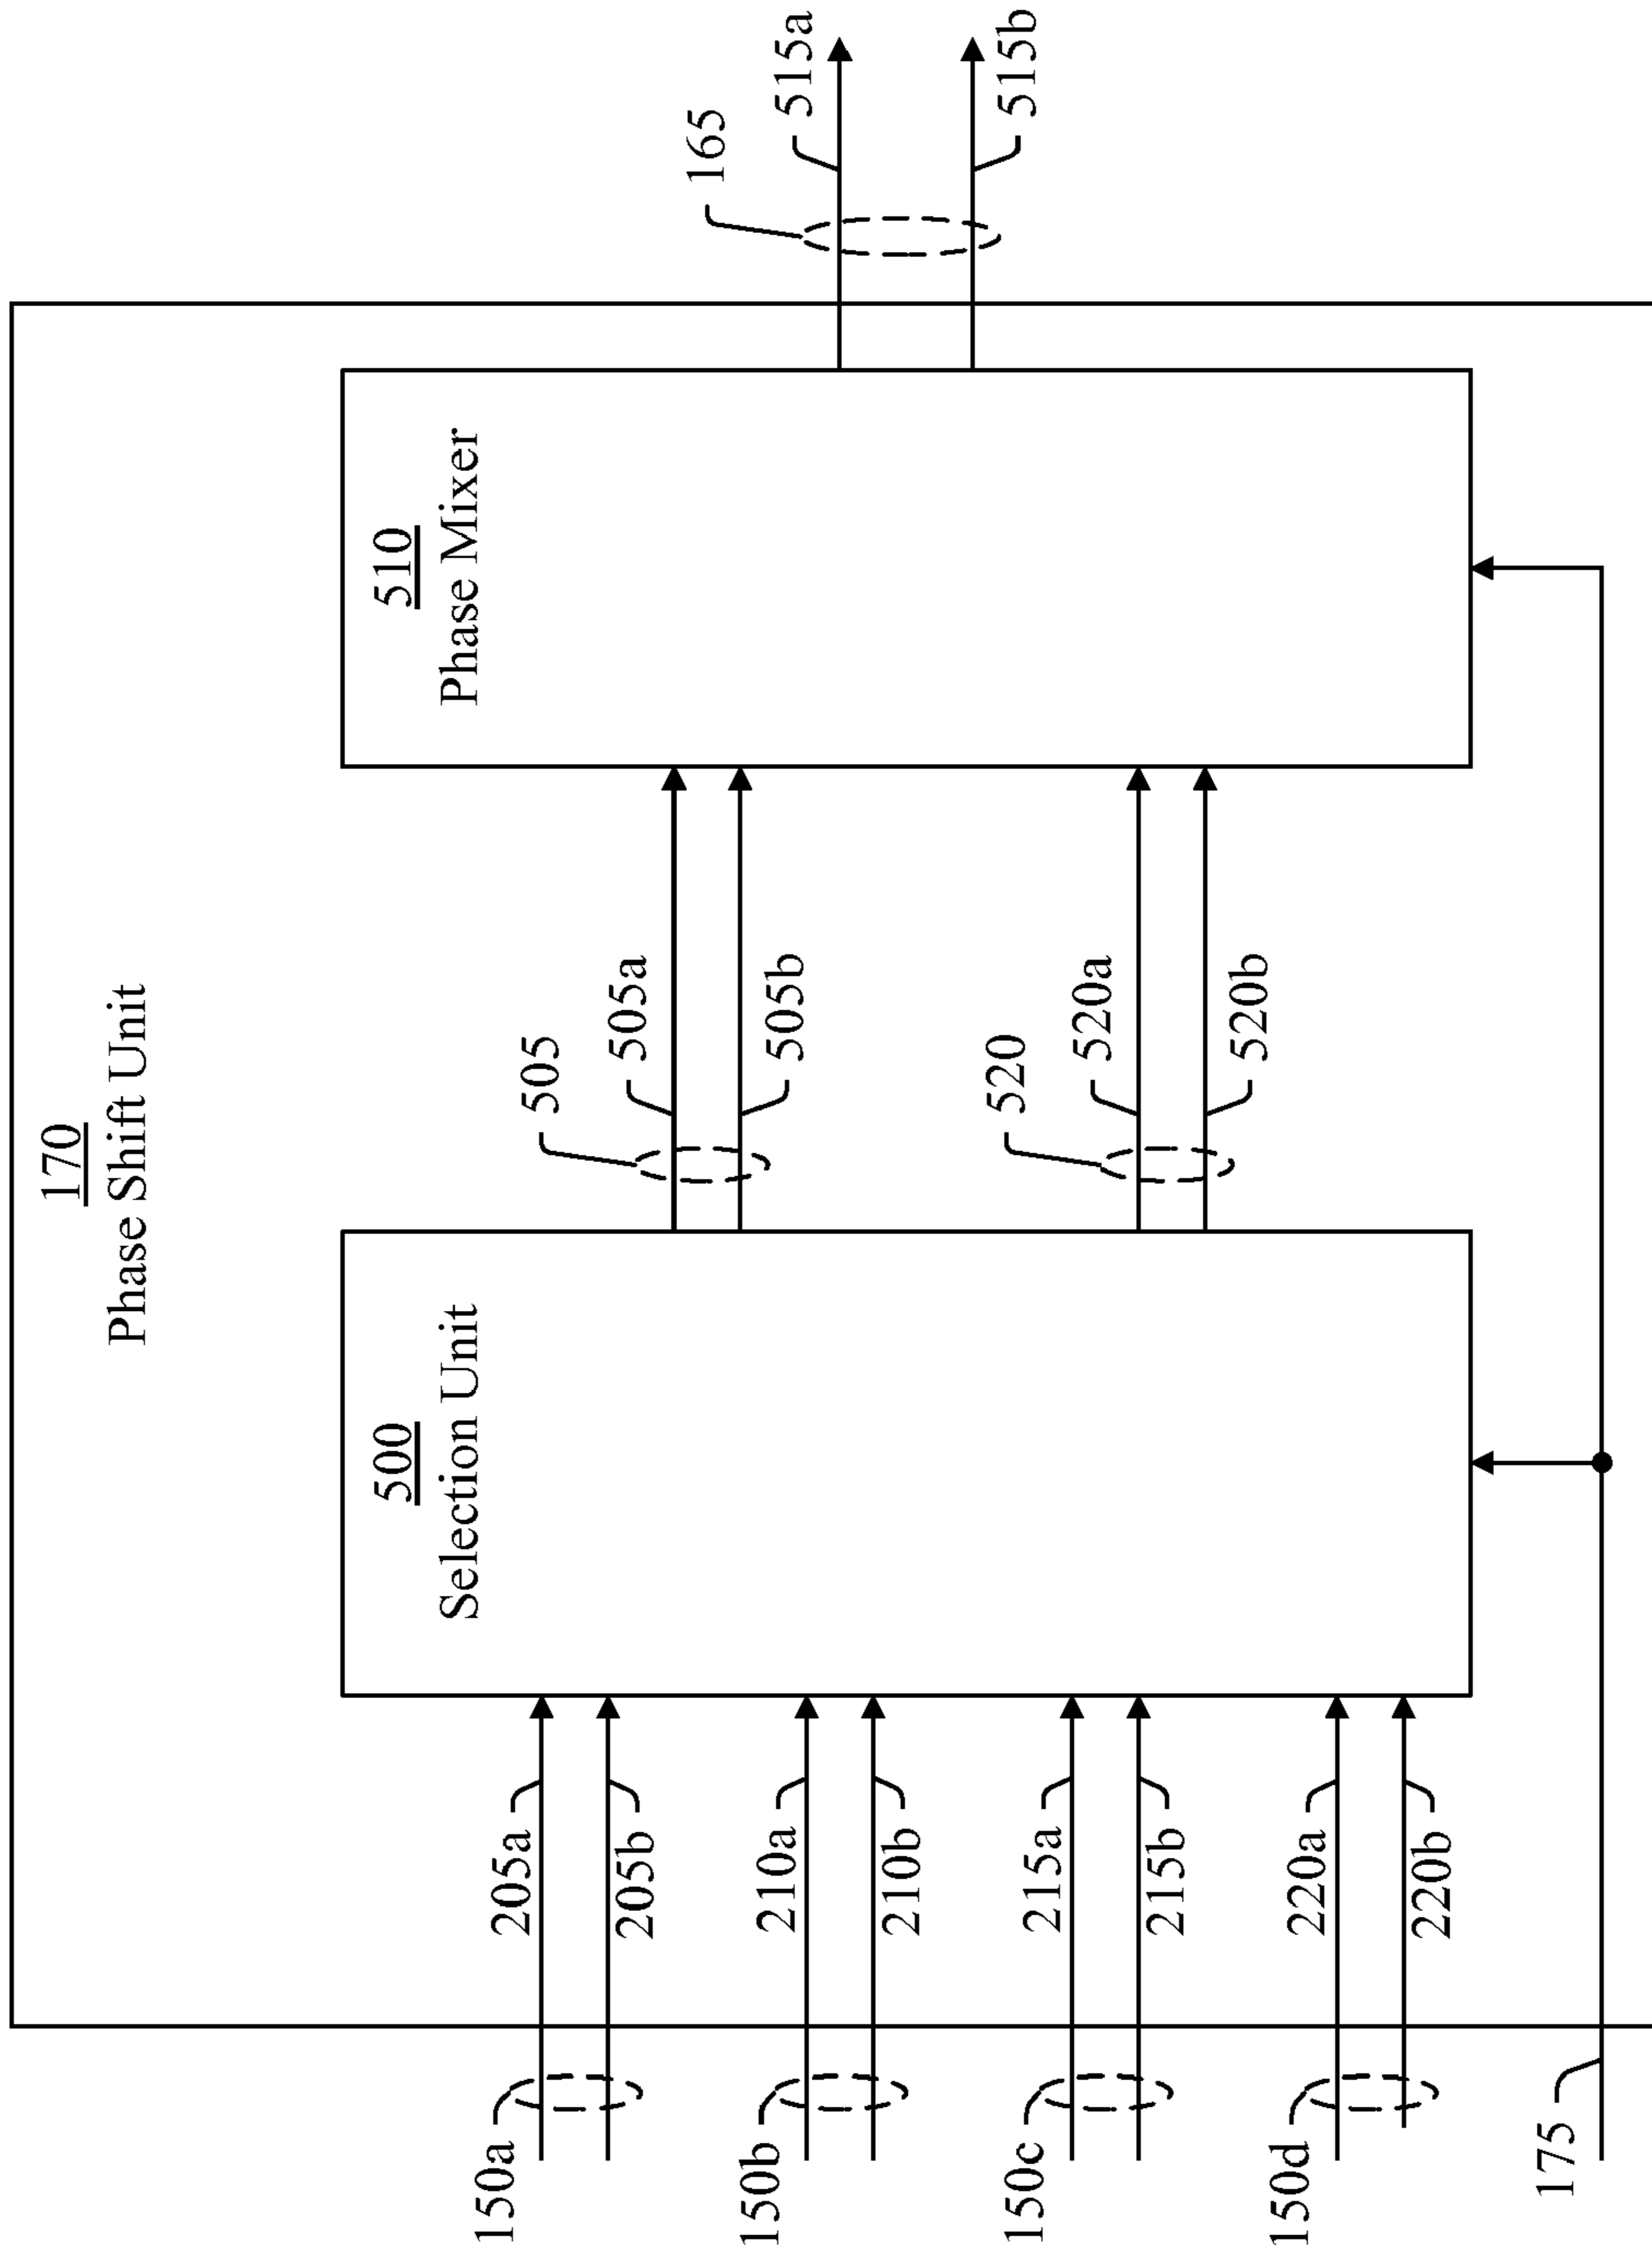 170
Phase Shift Unit
500
Selection Unit
510
Phase Mixer
150a
205a
205b
150b
210a
210b
150c
215a
215b
150d
220a
220b
175
505
505a
505b
520
520a
520b
165
515a
515b